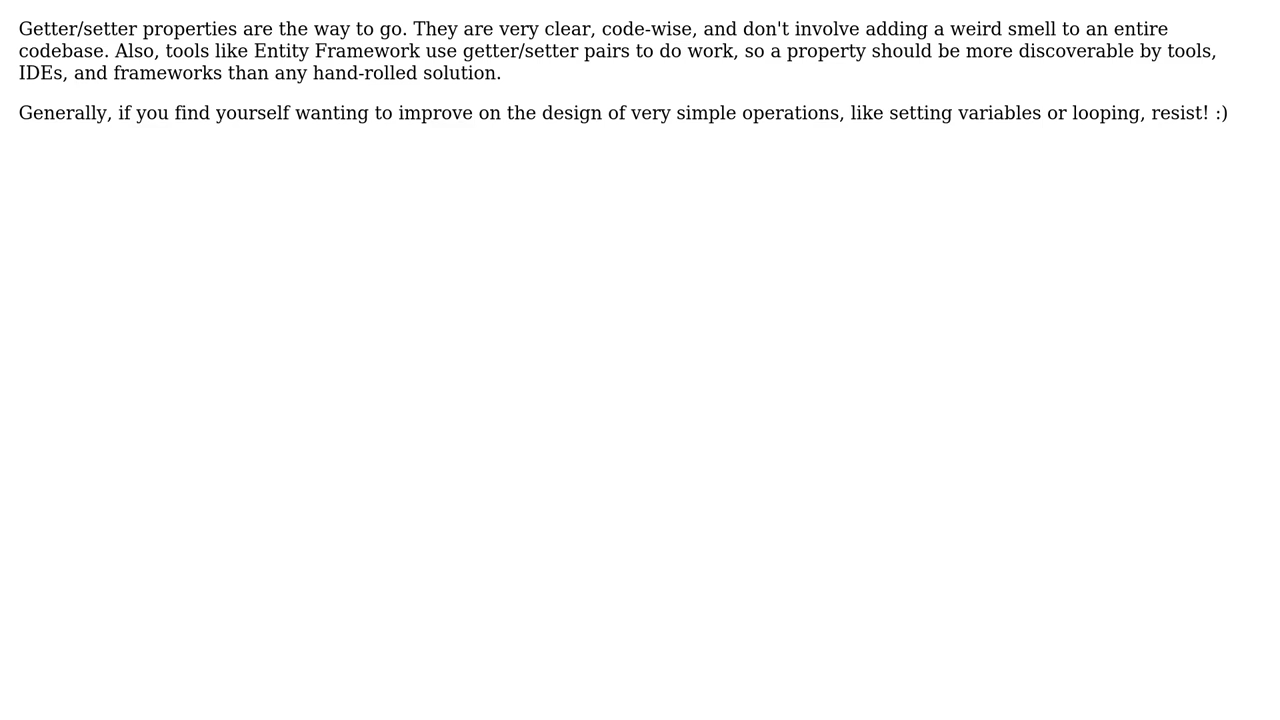 Getter/setter properties are the way to go. They are very clear, code-wise, and don't involve adding a weird smell to an entire
codebase. Also, tools like Entity Framework use getter/setter pairs to do work, so a property should be more discoverable by tools,
IDEs, and frameworks than any hand-rolled solution.
Generally, if you find yourself wanting to improve on the design of very simple operations, like setting variables or looping, resist! :)